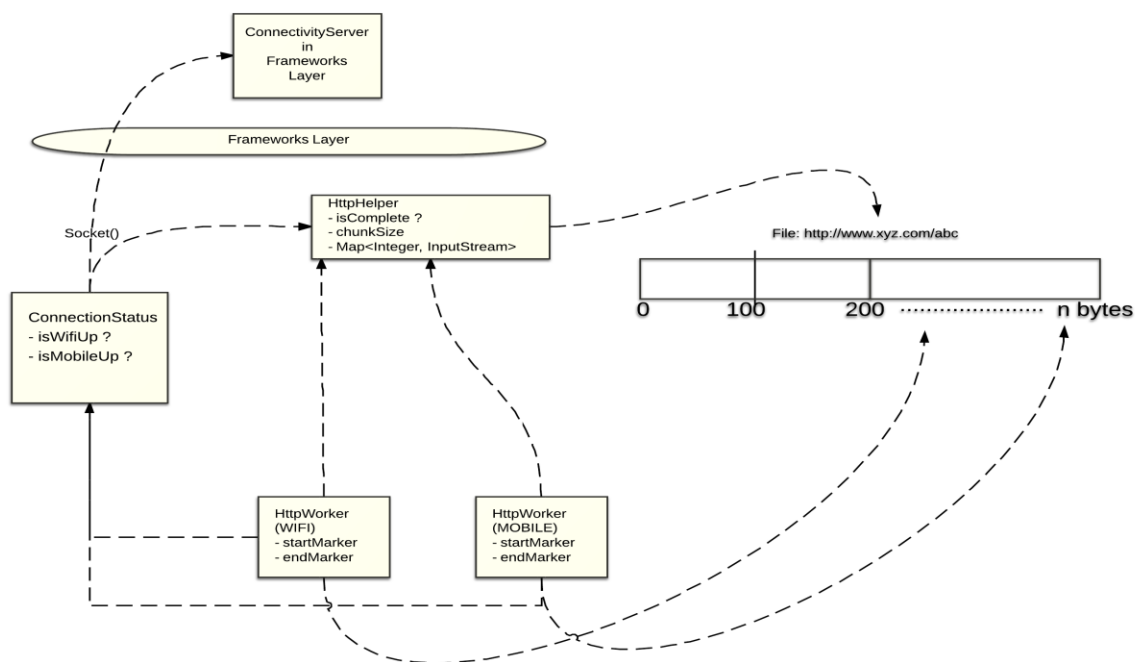 ConnectivityServer
in
Frameworks
Layer
Frameworks Layer
HttpHelper
- isComplete ?
- chunkSize
- Map<Integer, InputStream>
Socket()
File: http://www.xyz.com/abc
0 100 200 ........................ n bytes
ConnectionStatus
- isWifiUp ?
- isMobileUp ?
HttpWorker
(WIFI)
- startMarker
- endMarker
HttpWorker
(MOBILE)
- startMarker
- endMarker